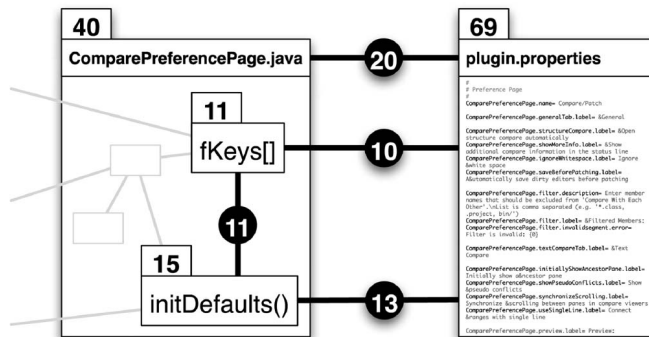 40
ComparePreferencePage.java
11
fKeys[]
11
15
initDefaults()
20
10
13
69
plugin.properties
#
# Preference Page
#
ComparePreferencePage.name= Compare/Patch
ComparePreferencePage.generalTab.label= &General
ComparePreferencePage.structureCompare.label= &Open
structure compare automatically
ComparePreferencePage.showMoreInfo.label= &Show
additional compare information in the status line
ComparePreferencePage.ignoreWhitespace.label= Ignore
&white space
ComparePreferencePage.saveBeforePatching.label=
A&utomatically save dirty editors before patching
ComparePreferencePage.filter.description= Enter member
names that should be excluded from 'Compare With Each
Other'.\nList is comma separated (e.g. '*.class,
.project, bin/')
ComparePreferencePage.filter.label= &Filtered Members:
ComparePreferencePage.filter.invalidsegment.error=
Filter is invalid: {0}
ComparePreferencePage.textCompareTab.label= &Text
Compare
ComparePreferencePage.initiallyShowAncestorPane.label=
Initially show a&ncestor pane
ComparePreferencePage.showPseudoConflicts.label= Show
&pseudo conflicts
ComparePreferencePage.synchronizeScrolling.label=
Synchronize &scrolling between panes in compare viewers
ComparePreferencePage.useSingleLine.label= Connect
&ranges with single line
ComparePreferencePage.preview.label= Preview: